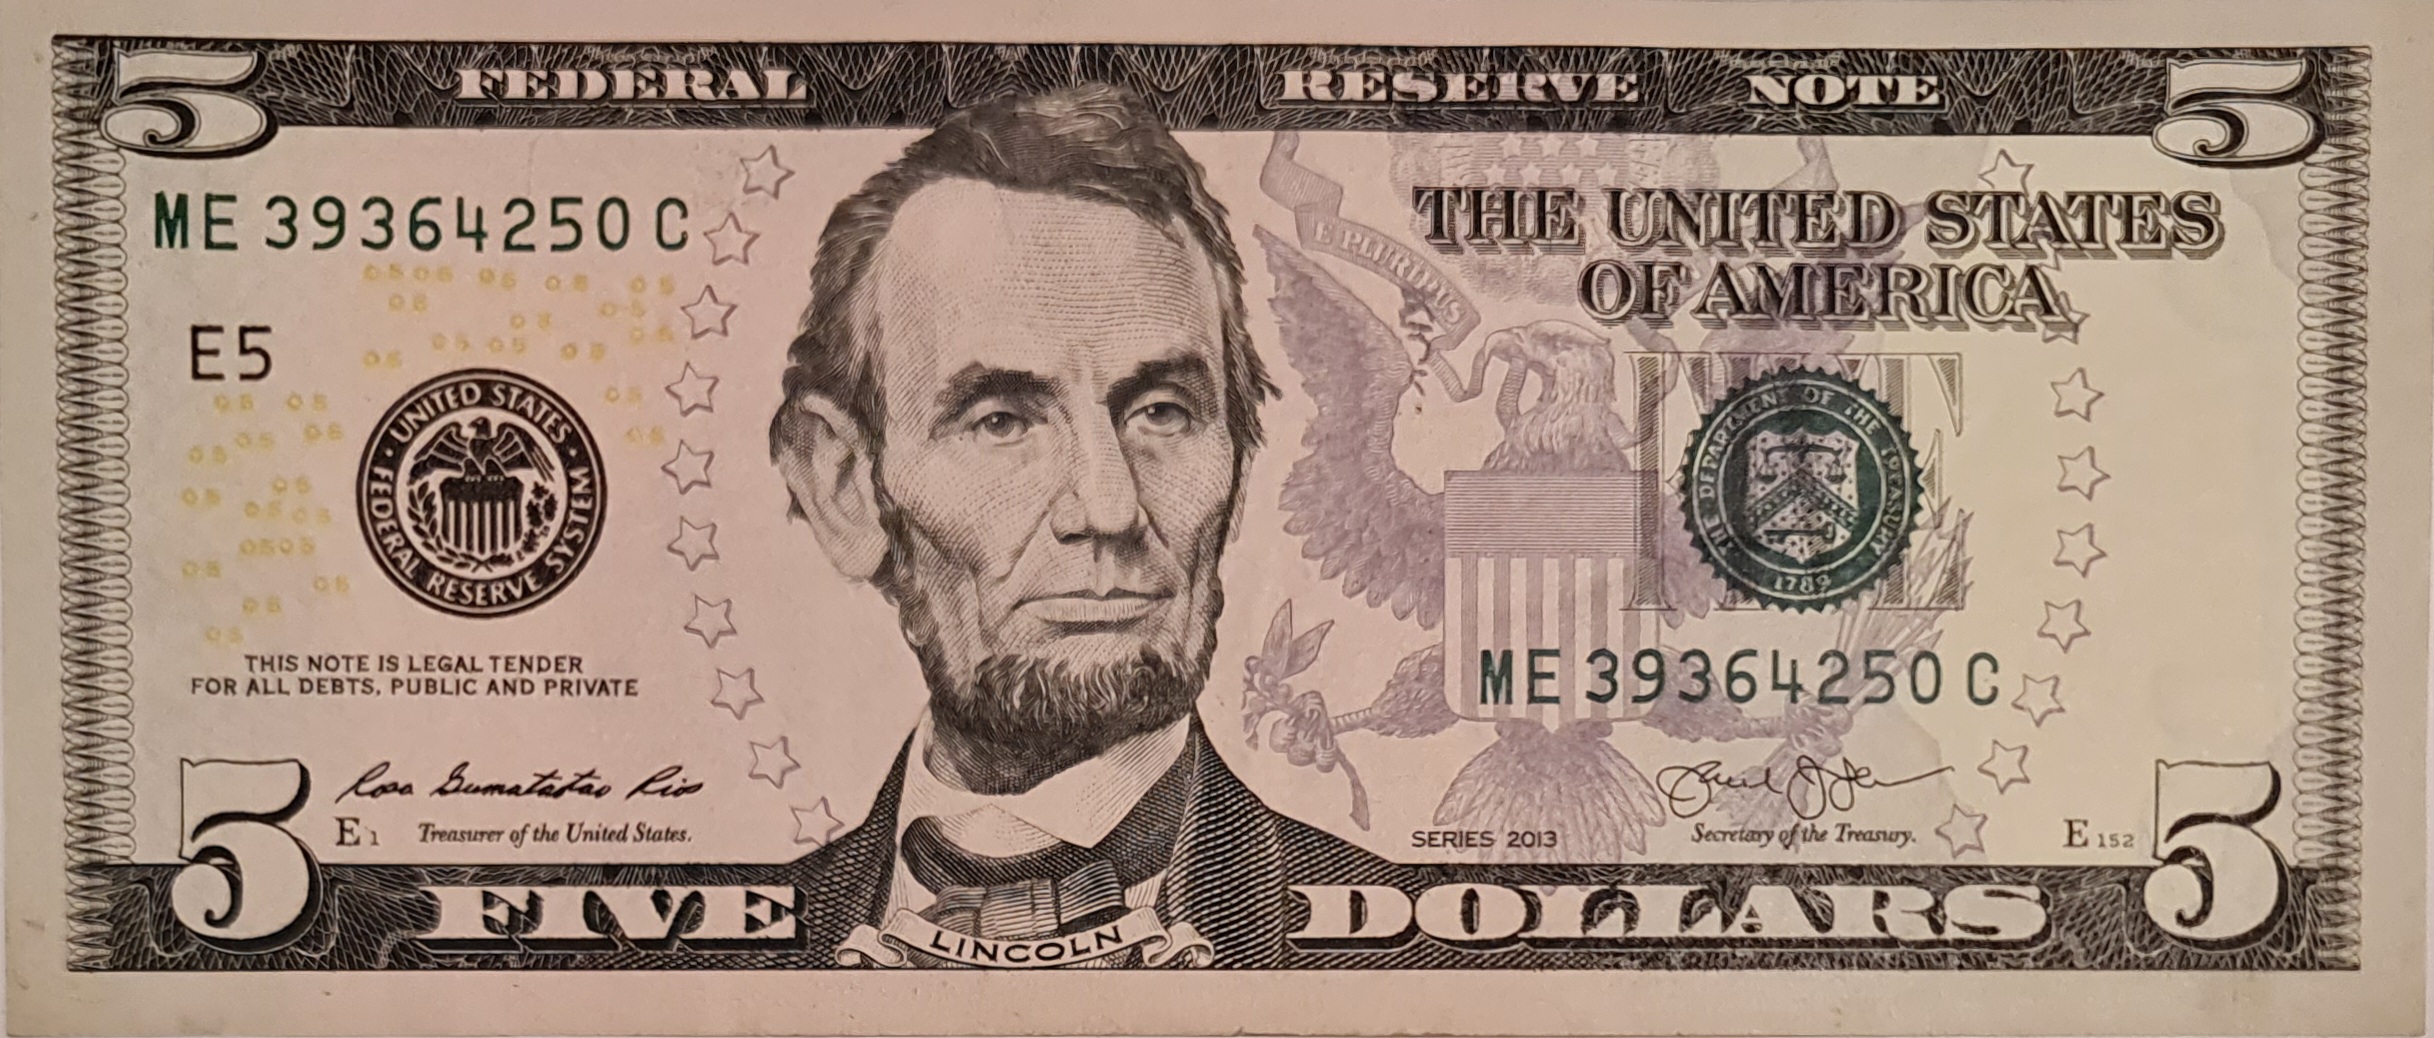 5 FEDERAL RESERVE NOTE 5
ME 39364250 C
THE UNITED STATES
OF AMERICA
E PLURIBUS
E5
UNITED STATES
FEDERAL RESERVE SYSTEM
THE DEPARTMENT OF THE TREASURY
1789
FIVE
THIS NOTE IS LEGAL TENDER
FOR ALL DEBTS, PUBLIC AND PRIVATE
ME 39364250 C
Rosa Gumatotao Rios
E1 Treasurer of the United States.
SERIES 2013
Secretary of the Treasury.
E 152
5 FIVE DOLLARS 5
LINCOLN